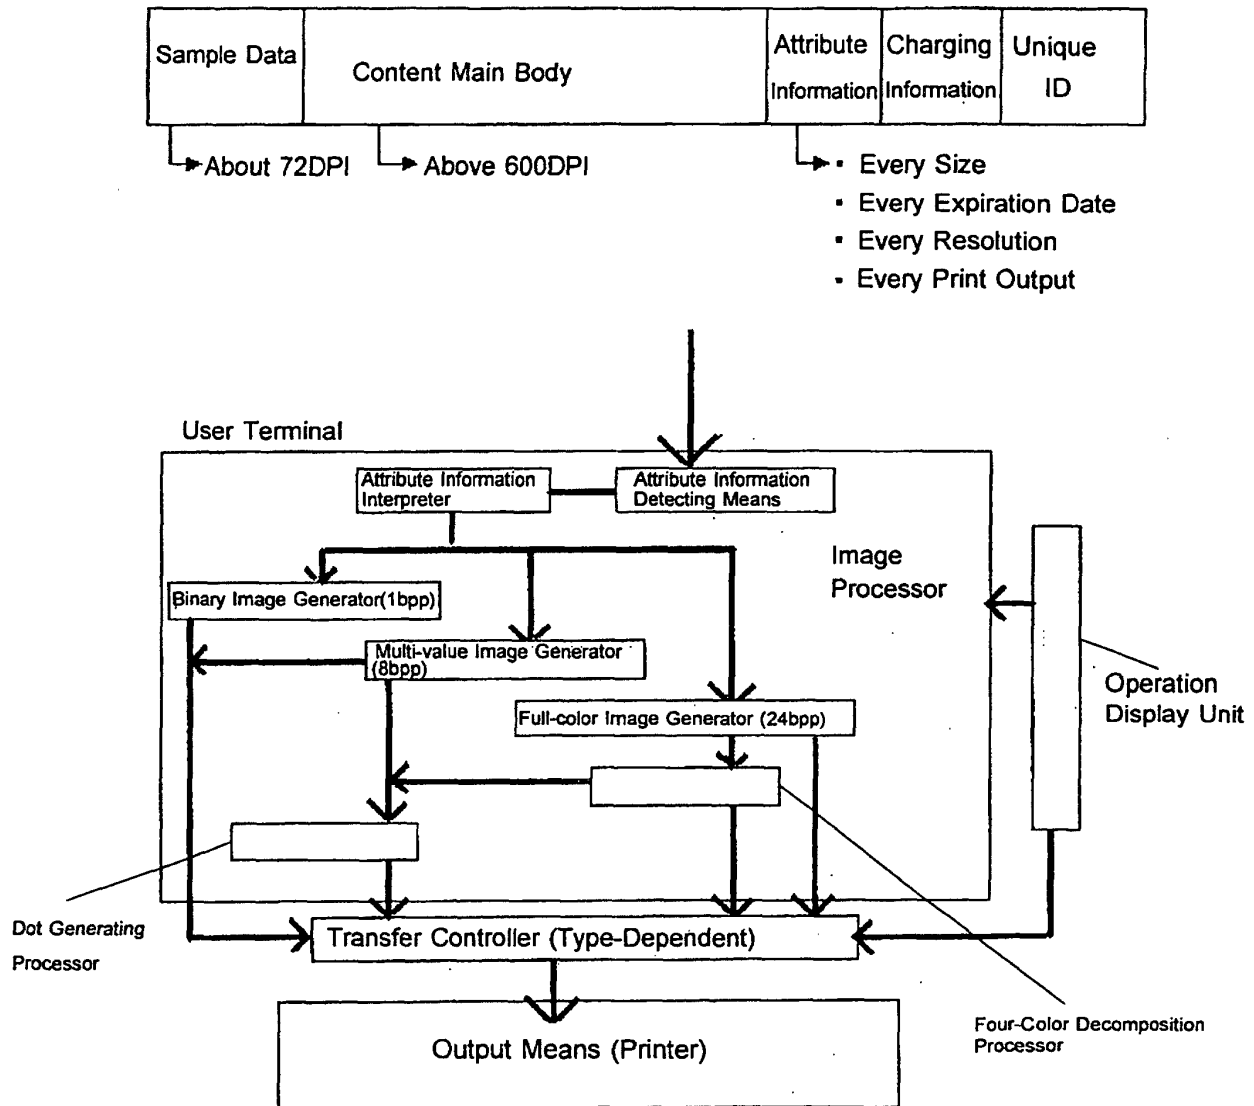 Sample Data
Content Main Body
Attribute
Information
Charging
Information
Unique
ID
About 72DPI
Above 600DPI
▪ Every Size
▪ Every Expiration Date
▪ Every Resolution
▪ Every Print Output
User Terminal
Attribute Information
Interpreter
Attribute Information
Detecting Means
Image
Processor
Binary Image Generator(1bpp)
Multi-value Image Generator
(8bpp)
Full-color Image Generator (24bpp)
Operation
Display Unit
Dot Generating
Processor
Transfer Controller (Type-Dependent)
Four-Color Decomposition
Processor
Output Means (Printer)